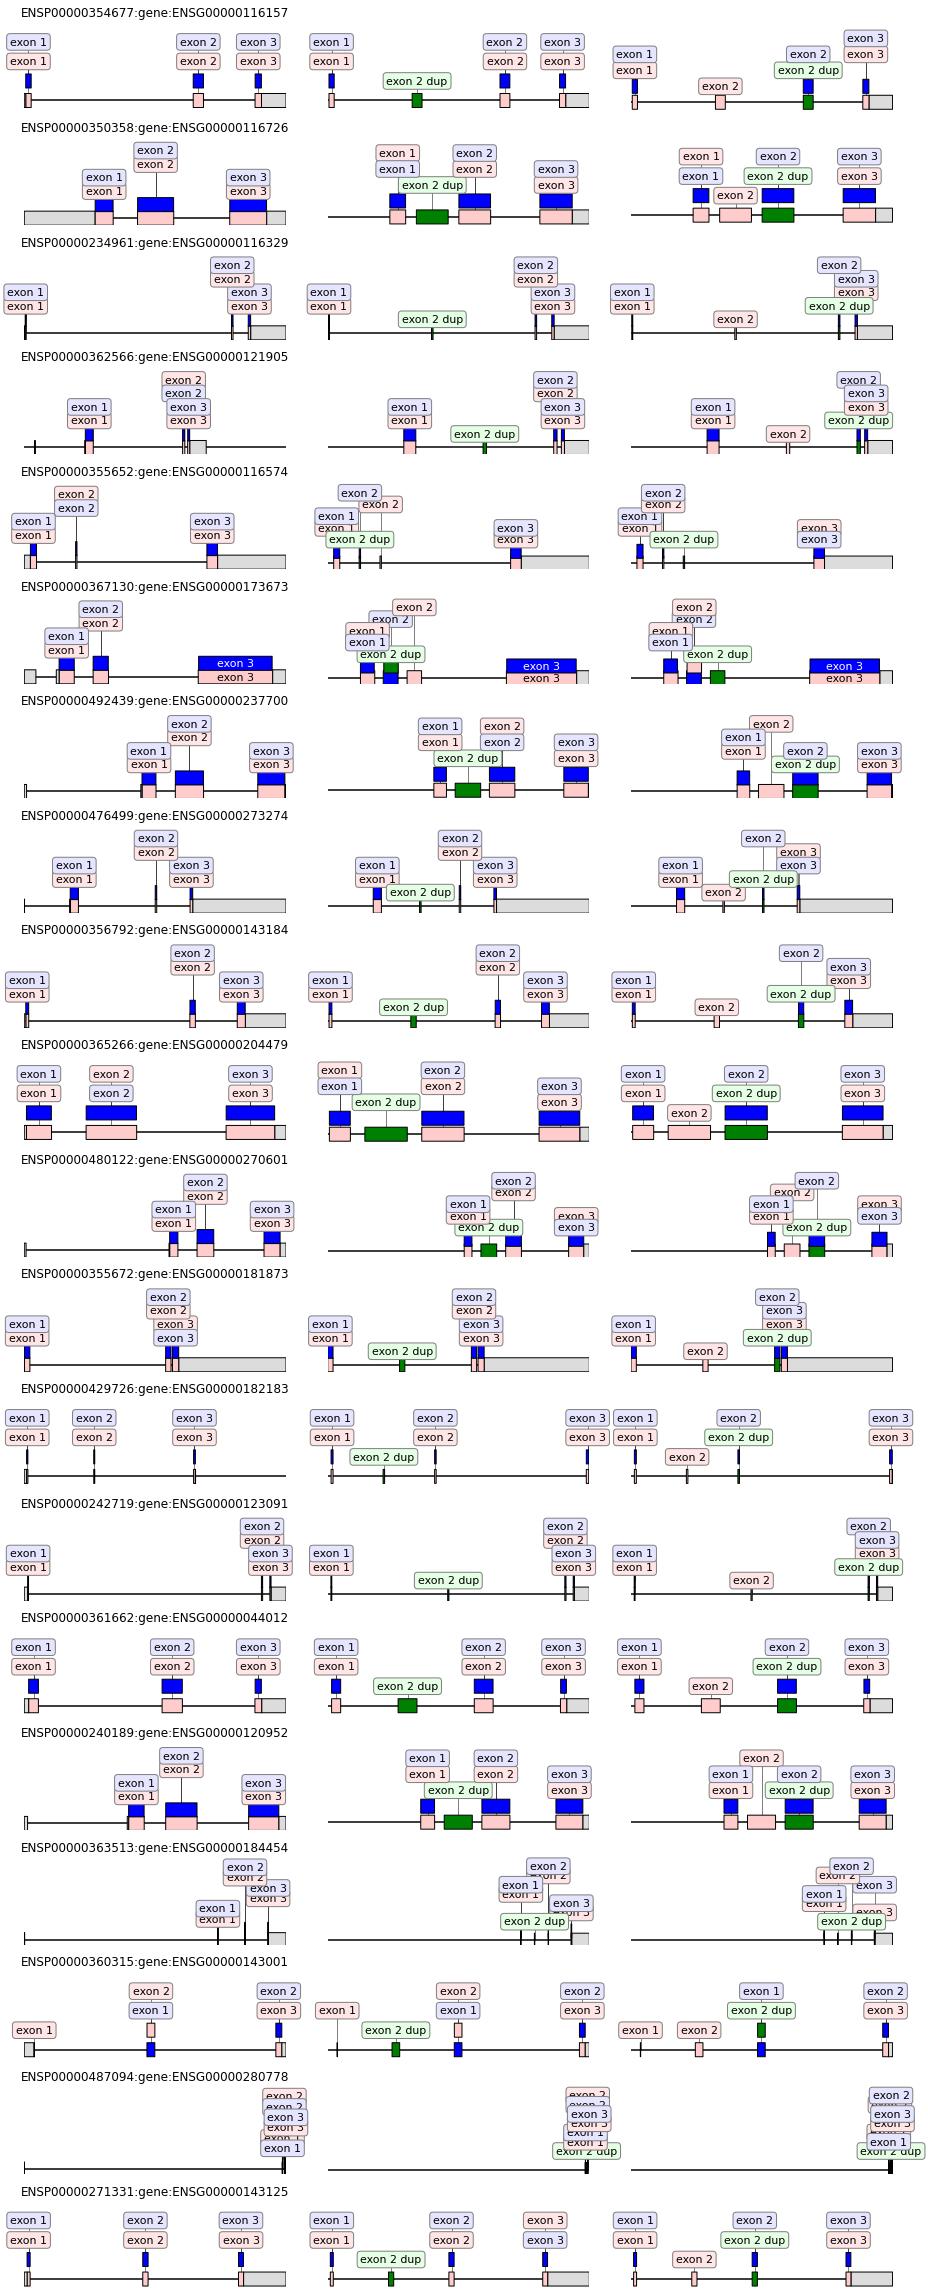 ENSP00000354677:gene:ENSG00000116157
exon 1 exon 2 exon 3 exon 1 exon 2 exon 3 exon 1 exon 2 exon 3
exon 1 exon 2 exon 3 exon 1 exon 2 dup exon 2 exon 3 exon 1 exon 2 exon 2 dup exon 3
ENSP00000350358:gene:ENSG00000116726
exon 1 exon 2 exon 3 exon 1 exon 2 exon 3 exon 1 exon 2 exon 3
exon 1 exon 2 exon 3 exon 1 exon 2 dup exon 2 exon 3 exon 1 exon 2 exon 2 dup exon 3
ENSP00000234961:gene:ENSG00000116329
exon 1 exon 2 exon 3 exon 1 exon 2 exon 3 exon 1 exon 2 exon 3
exon 1 exon 2 exon 3 exon 1 exon 2 dup exon 2 exon 3 exon 1 exon 2 exon 2 dup exon 3
ENSP00000362566:gene:ENSG00000121905
exon 1 exon 2 exon 3 exon 1 exon 2 exon 3 exon 1 exon 2 exon 3
exon 1 exon 2 exon 3 exon 1 exon 2 dup exon 2 exon 3 exon 1 exon 2 exon 2 dup exon 3
ENSP00000355652:gene:ENSG00000116574
exon 1 exon 2 exon 3 exon 1 exon 2 exon 3 exon 1 exon 2 exon 3
exon 1 exon 2 exon 3 exon 1 exon 2 dup exon 2 exon 3 exon 1 exon 2 exon 2 dup exon 3
ENSP00000367130:gene:ENSG00000173673
exon 1 exon 2 exon 3 exon 1 exon 2 exon 3 exon 1 exon 2 exon 3
exon 1 exon 2 exon 3 exon 1 exon 2 dup exon 2 exon 3 exon 1 exon 2 exon 2 dup exon 3
ENSP00000492439:gene:ENSG00000237700
exon 1 exon 2 exon 3 exon 1 exon 2 exon 3 exon 1 exon 2 exon 3
exon 1 exon 2 exon 3 exon 1 exon 2 dup exon 2 exon 3 exon 1 exon 2 exon 2 dup exon 3
ENSP00000476499:gene:ENSG00000273274
exon 1 exon 2 exon 3 exon 1 exon 2 exon 3 exon 1 exon 2 exon 3
exon 1 exon 2 exon 3 exon 1 exon 2 dup exon 2 exon 3 exon 1 exon 2 exon 2 dup exon 3
ENSP00000356792:gene:ENSG00000143184
exon 1 exon 2 exon 3 exon 1 exon 2 exon 3 exon 1 exon 2 exon 3
exon 1 exon 2 exon 3 exon 1 exon 2 dup exon 2 exon 3 exon 1 exon 2 exon 2 dup exon 3
ENSP00000365266:gene:ENSG00000204479
exon 1 exon 2 exon 3 exon 1 exon 2 exon 3 exon 1 exon 2 exon 3
exon 1 exon 2 exon 3 exon 1 exon 2 dup exon 2 exon 3 exon 1 exon 2 exon 2 dup exon 3
ENSP00000480122:gene:ENSG00000270601
exon 1 exon 2 exon 3 exon 1 exon 2 exon 3 exon 1 exon 2 exon 3
exon 1 exon 2 exon 3 exon 1 exon 2 dup exon 2 exon 3 exon 1 exon 2 exon 2 dup exon 3
ENSP00000355672:gene:ENSG00000181873
exon 1 exon 2 exon 3 exon 1 exon 2 exon 3 exon 1 exon 2 exon 3
exon 1 exon 2 exon 3 exon 1 exon 2 dup exon 2 exon 3 exon 1 exon 2 exon 2 dup exon 3
ENSP00000429726:gene:ENSG00000182183
exon 1 exon 2 exon 3 exon 1 exon 2 exon 3 exon 1 exon 2 exon 3
exon 1 exon 2 exon 3 exon 1 exon 2 dup exon 2 exon 3 exon 1 exon 2 exon 2 dup exon 3
ENSP00000242719:gene:ENSG00000123091
exon 1 exon 2 exon 3 exon 1 exon 2 exon 3 exon 1 exon 2 exon 3
exon 1 exon 2 exon 3 exon 1 exon 2 dup exon 2 exon 3 exon 1 exon 2 exon 2 dup exon 3
ENSP00000361662:gene:ENSG00000044012
exon 1 exon 2 exon 3 exon 1 exon 2 exon 3 exon 1 exon 2 exon 3
exon 1 exon 2 exon 3 exon 1 exon 2 dup exon 2 exon 3 exon 1 exon 2 exon 2 dup exon 3
ENSP00000240189:gene:ENSG00000120952
exon 1 exon 2 exon 3 exon 1 exon 2 exon 3 exon 1 exon 2 exon 3
exon 1 exon 2 exon 3 exon 1 exon 2 dup exon 2 exon 3 exon 1 exon 2 exon 2 dup exon 3
ENSP00000363513:gene:ENSG00000184454
exon 1 exon 2 exon 3 exon 1 exon 2 exon 3 exon 1 exon 2 exon 3
exon 1 exon 2 exon 3 exon 1 exon 2 dup exon 3 exon 1 exon 2 exon 2 dup exon 3
ENSP00000360315:gene:ENSG00000143001
exon 2 exon 2 exon 2 exon 2 exon 1 exon 2
exon 1 exon 3 exon 1 exon 1 exon 3 exon 2 dup exon 3
exon 1 exon 2 dup exon 1 exon 2
ENSP00000487094:gene:ENSG00000280778
exon 2 exon 2 exon 2
exon 2 exon 3 exon 3
exon 3 exon 3 exon 3
exon 3 exon 1 exon 1
exon 1 exon 1 exon 2 dup
exon 2 dup
ENSP00000271331:gene:ENSG00000143125
exon 1 exon 2 exon 3 exon 1 exon 2 exon 3 exon 1 exon 2 exon 3
exon 1 exon 2 exon 3 exon 1 exon 2 dup exon 2 exon 3 exon 1 exon 2 exon 2 dup exon 3